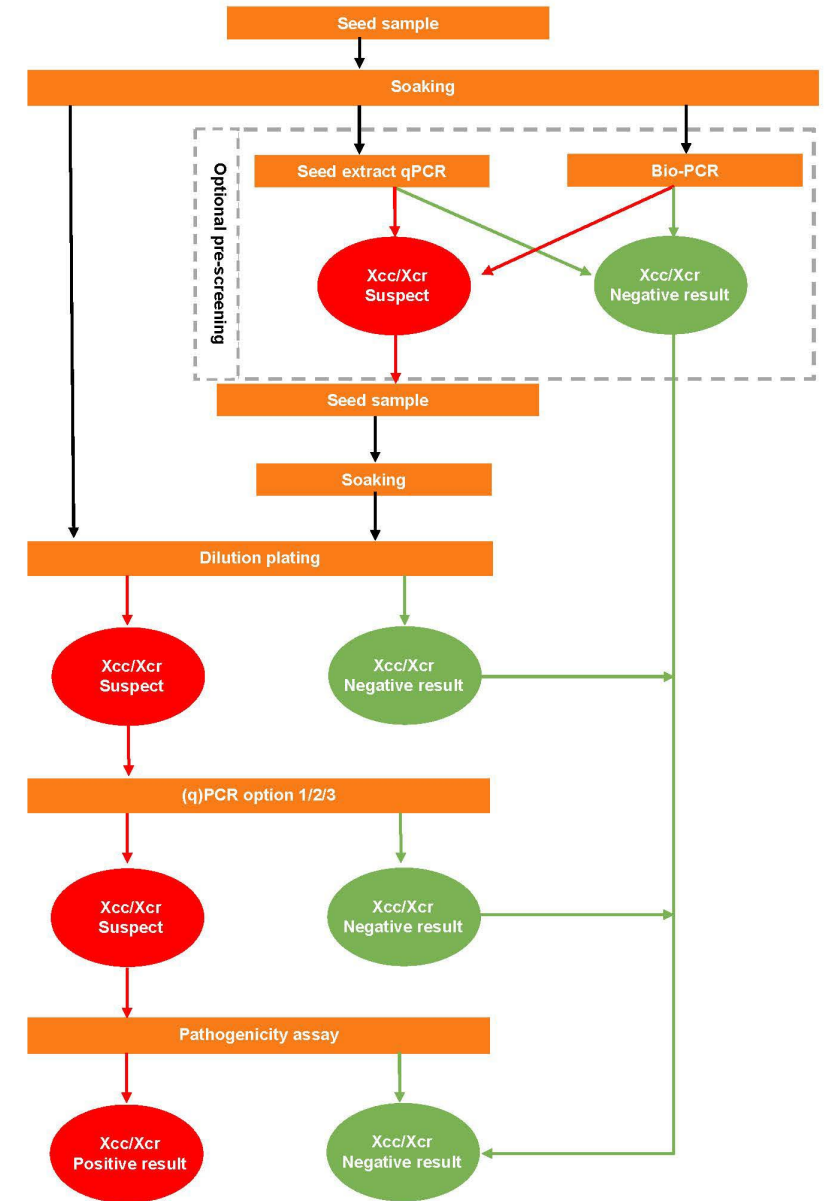 Seed sample
Soaking
Optional pre-screening
Seed extract qPCR
Bio-PCR
Xcc/Xcr
Suspect
Xcc/Xcr
Negative result
Seed sample
Soaking
Dilution plating
Xcc/Xcr
Suspect
Xcc/Xcr
Negative result
(q)PCR option 1/2/3
Xcc/Xcr
Suspect
Xcc/Xcr
Negative result
Pathogenicity assay
Xcc/Xcr
Positive result
Xcc/Xcr
Negative result